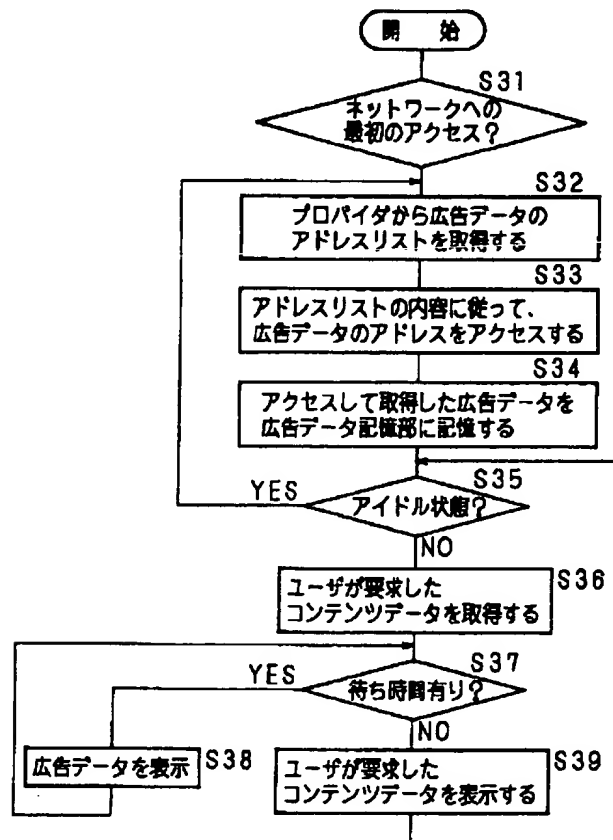 開 始
S31
ネットワークへの
最初のアクセス？
S32
プロバイダから広告データの
アドレスリストを取得する
S33
アドレスリストの内容に従って、
広告データのアドレスをアクセスする
S34
アクセスして取得した広告データを
広告データ記憶部に記憶する
S35
YES
アイドル状態？
NO
S36
ユーザが要求した
コンテンツデータを取得する
S37
YES
待ち時間有り？
NO
広告データを表示
S38
S39
ユーザが要求した
コンテンツデータを表示する